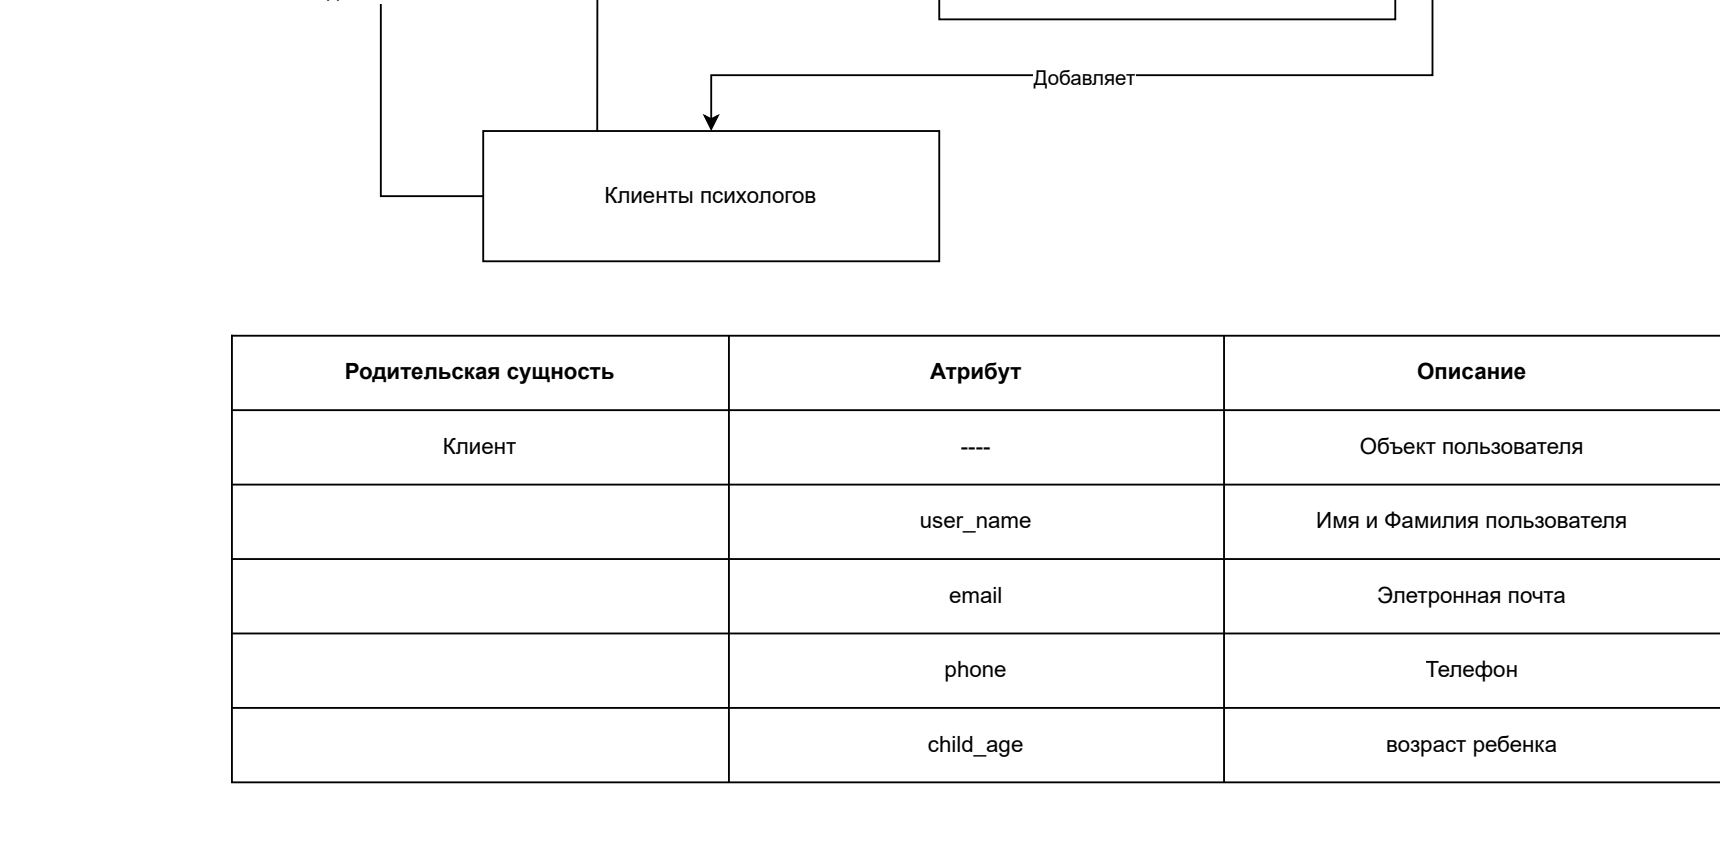 Добавляет
Клиенты психологов
Родительская сущность Атрибут Описание
Клиент ---- Объект пользователя
user_name Имя и Фамилия пользователя
email Элетронная почта
phone Телефон
child_age возраст ребенка